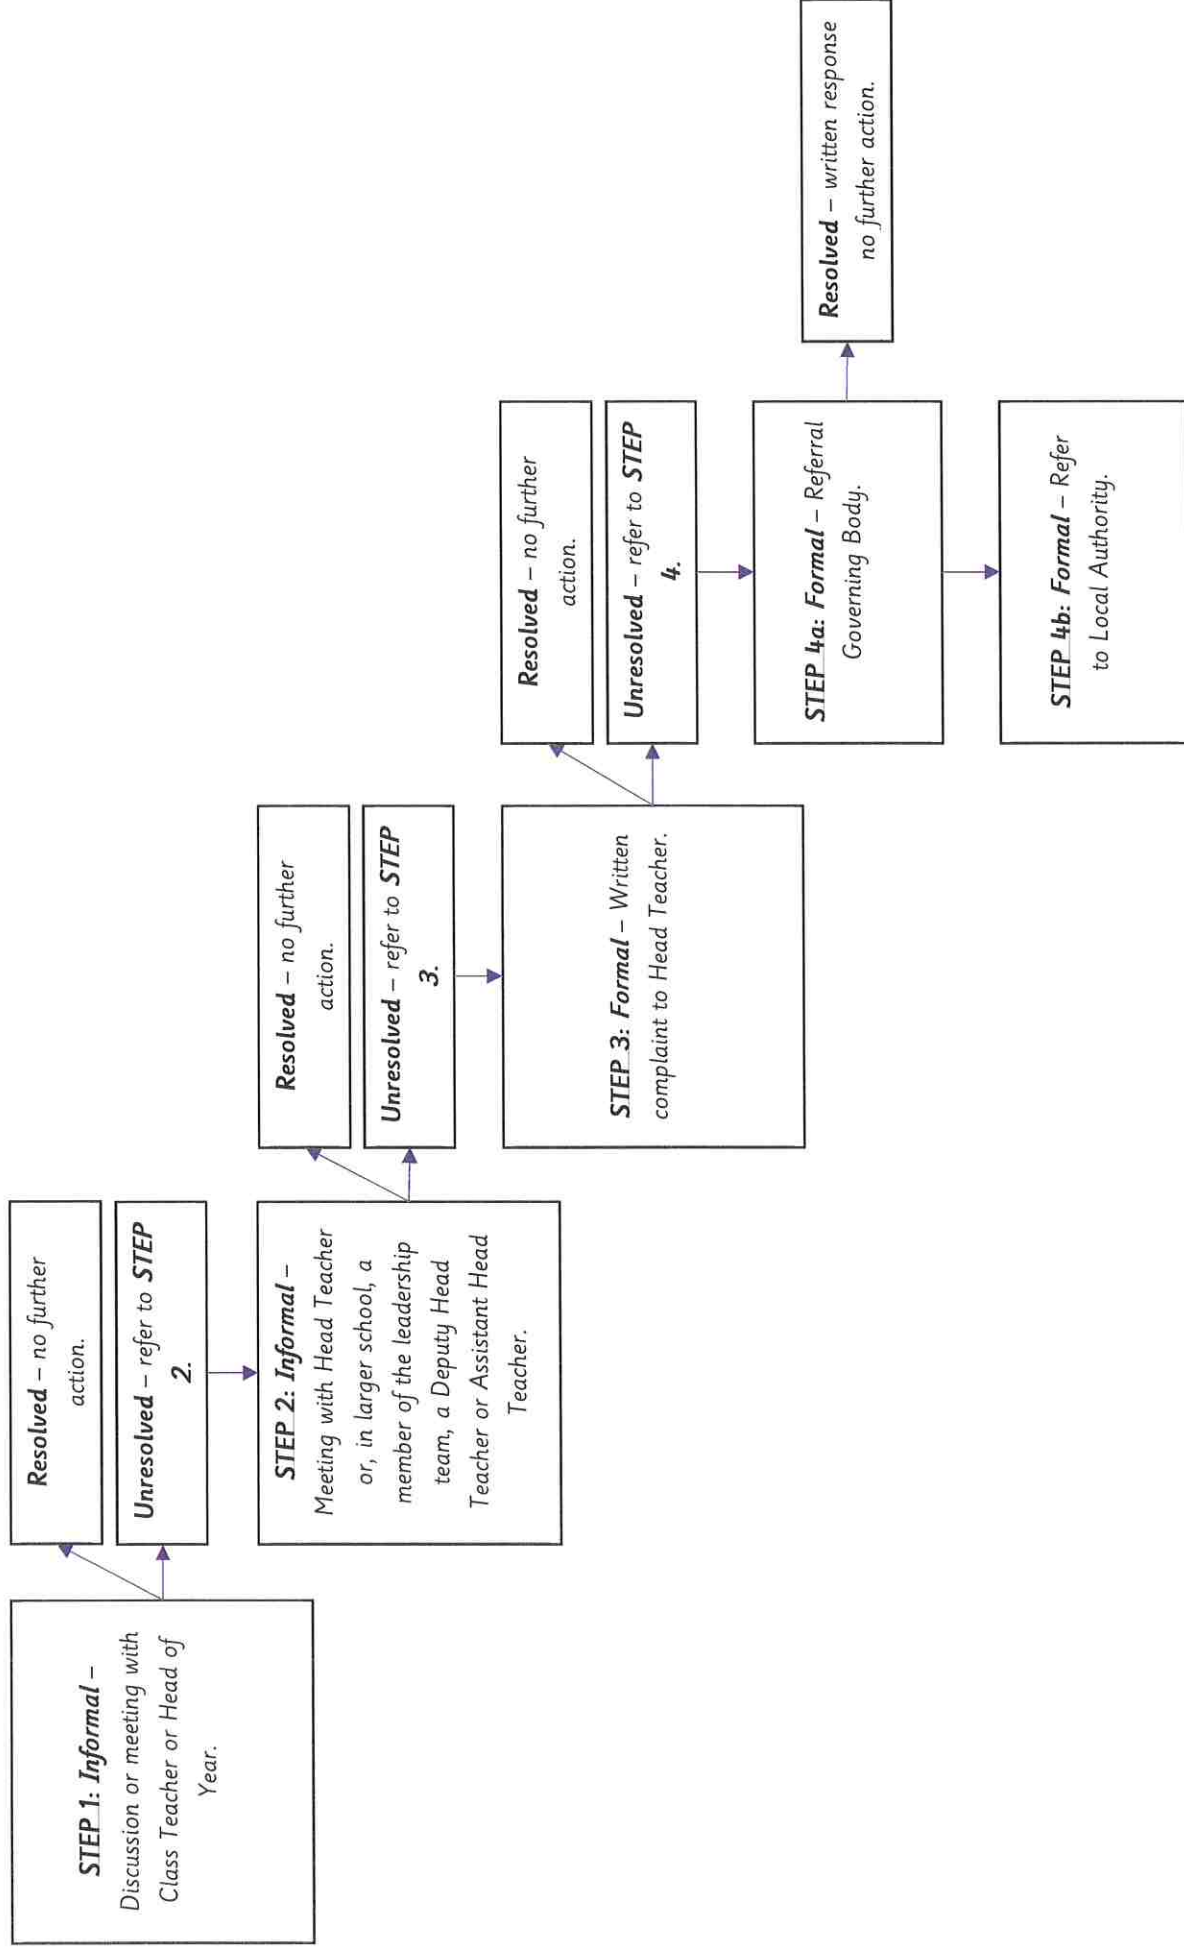 STEP 1: Informal –
Discussion or meeting with
Class Teacher or Head of
Year.
Resolved – no further
action.
Unresolved – refer to STEP
2.
STEP 2: Informal –
Meeting with Head Teacher
or, in larger school, a
member of the leadership
team, a Deputy Head
Teacher or Assistant Head
Teacher.
Resolved – no further
action.
Unresolved – refer to STEP
3.
STEP 3: Formal – Written
complaint to Head Teacher.
Resolved – no further
action.
Unresolved – refer to STEP
4.
STEP 4a: Formal – Referral
Governing Body.
Resolved – written response
no further action.
STEP 4b: Formal – Refer
to Local Authority.